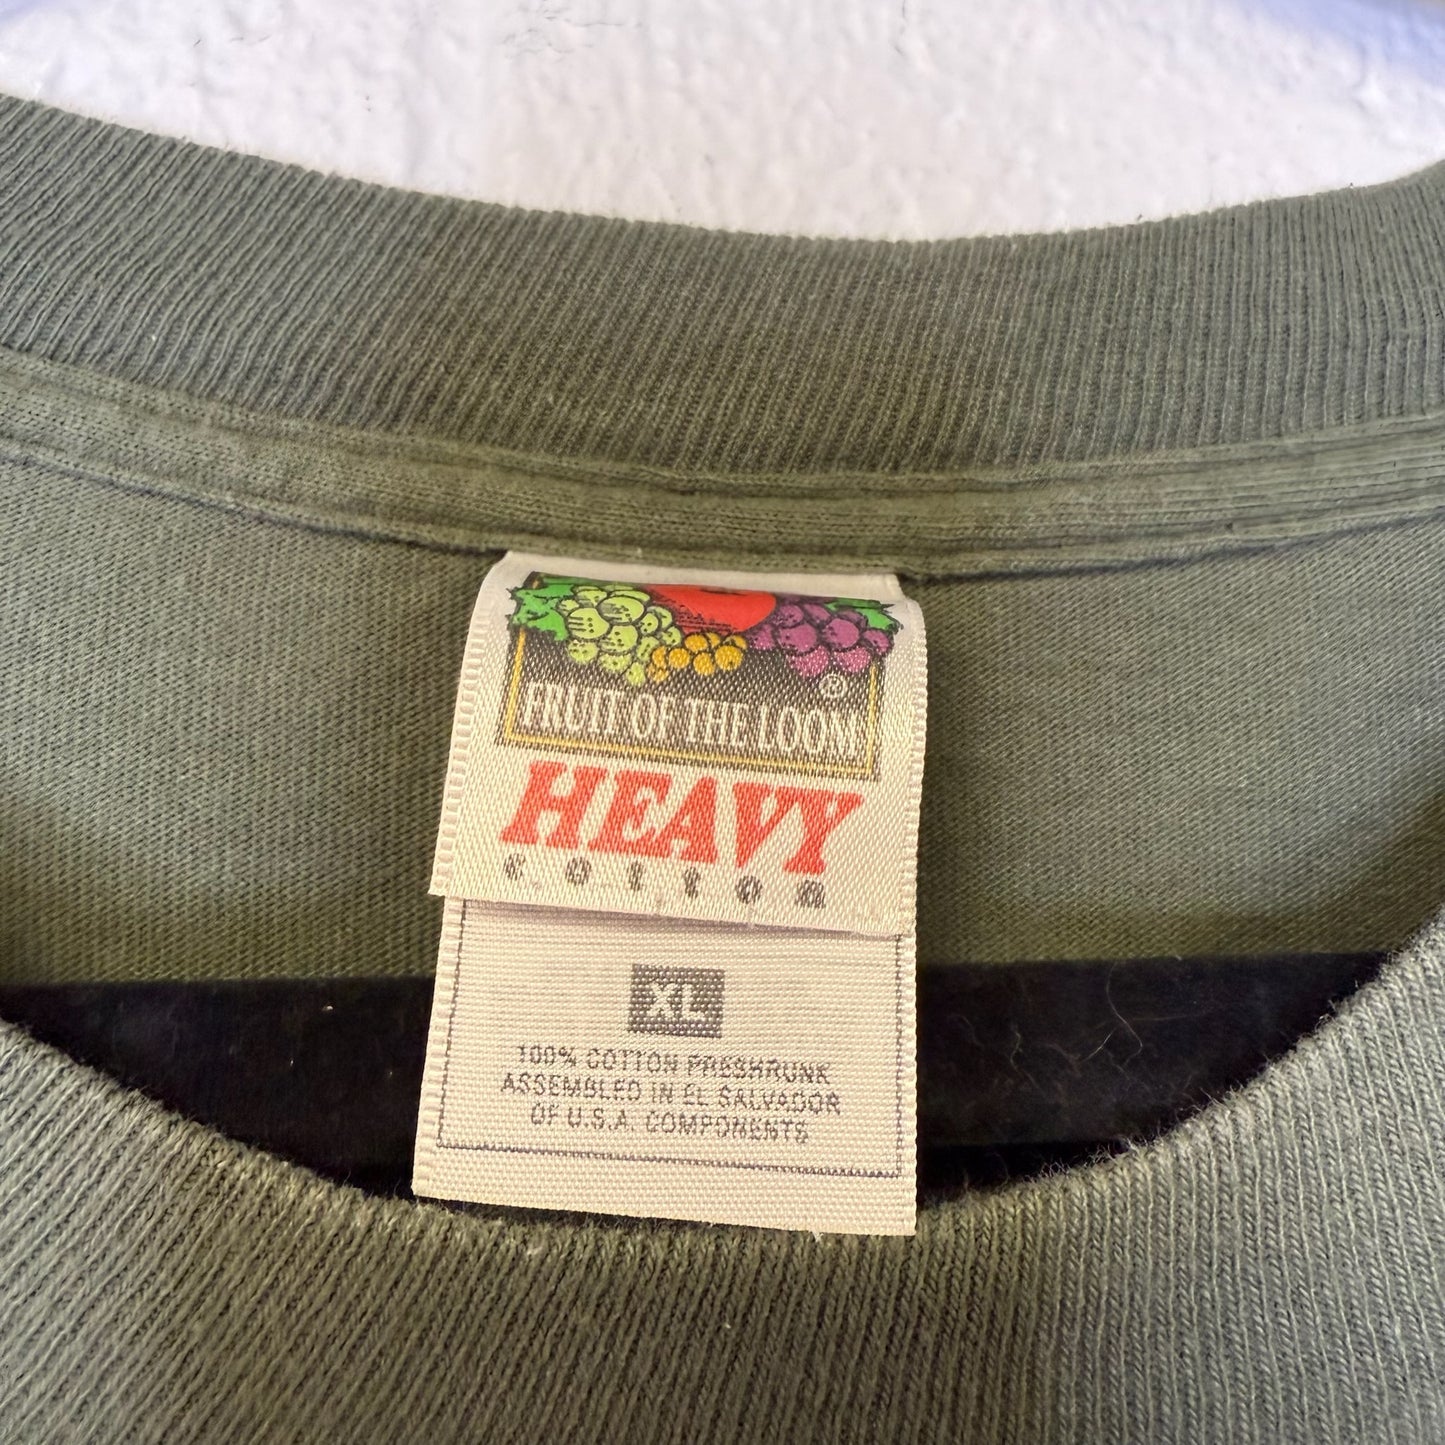 ®
FRUIT OF THE LOOM
HEAVY
cotton
XL
100% COTTON PRESHRUNK
ASSEMBLED IN EL SALVADOR
OF U.S.A. COMPONENTS